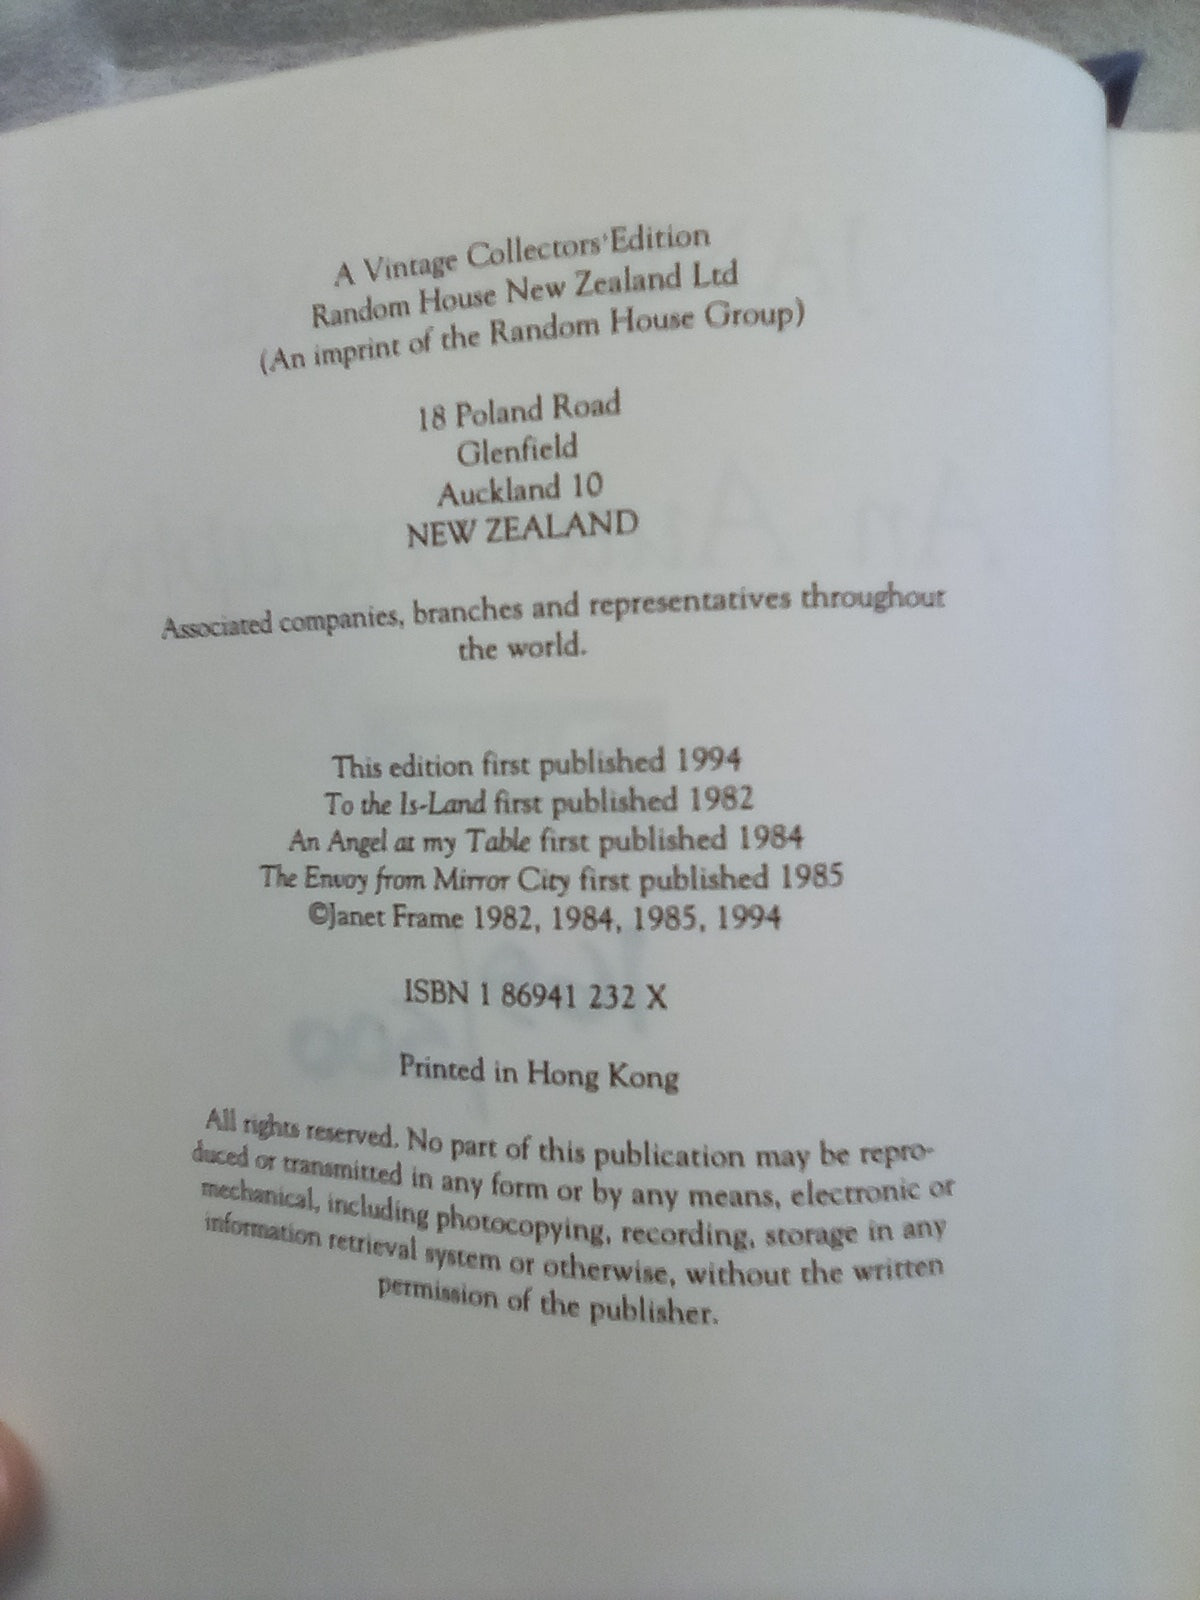 A Vintage Collectors' Edition
Random House New Zealand Ltd
(An imprint of the Random House Group)
18 Poland Road
Glenfield
Auckland 10
NEW ZEALAND
Associated companies, branches and representatives throughout
the world.
This edition first published 1994
To the Is-Land first published 1982
An Angel at my Table first published 1984
The Envoy from Mirror City first published 1985
©Janet Frame 1982, 1984, 1985, 1994
ISBN 1 86941 232 X
Printed in Hong Kong
All rights reserved. No part of this publication may be repro-
duced or transmitted in any form or by any means, electronic or
mechanical, including photocopying, recording, storage in any
information retrieval system or otherwise, without the written
permission of the publisher.